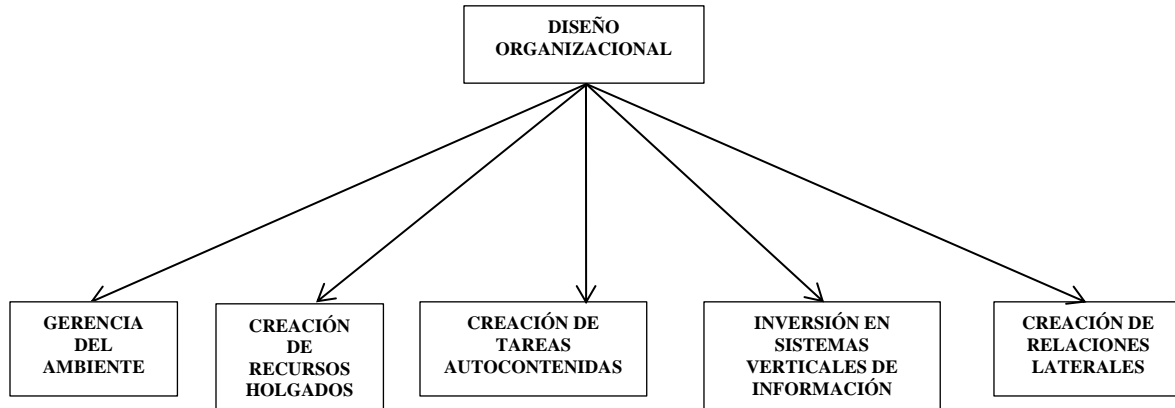 DISEÑO
ORGANIZACIONAL
GERENCIA
DEL
AMBIENTE
CREACIÓN
DE
RECURSOS
HOLGADOS
CREACIÓN DE
TAREAS
AUTOCONTENIDAS
INVERSIÓN EN
SISTEMAS
VERTICALES DE
INFORMACIÓN
CREACIÓN DE
RELACIONES
LATERALES